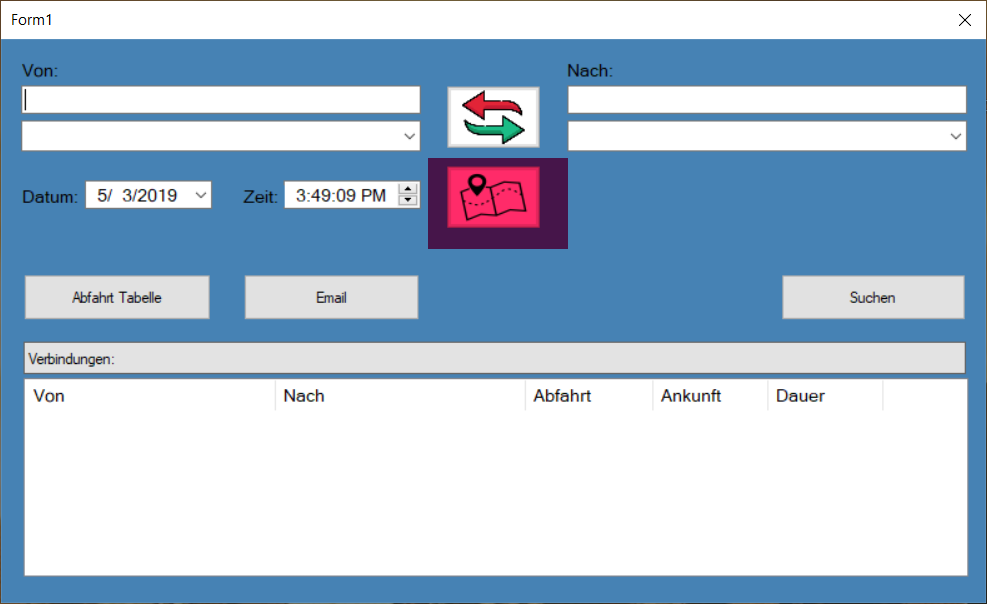 Form1
Von:
Nach:
Datum: 5/ 3/2019 Zeit: 3:49:09 PM
Abfahrt Tabelle Email Suchen
Verbindungen:
Von Nach Abfahrt Ankunft Dauer